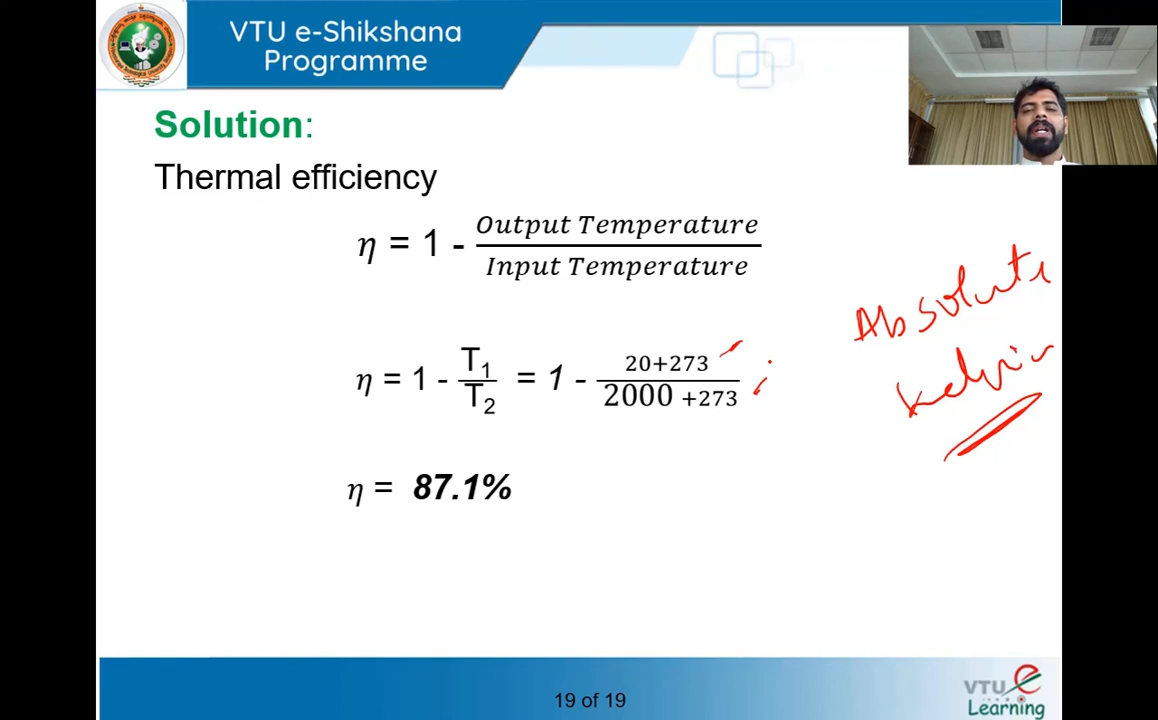 VTU e-Shikshana
Programme
Solution:
Thermal efficiency
η = 1 - Output Temperature / Input Temperature
Absolute
η = 1 - T₁ / T₂ = 1 - 20+273 / 2000 +273
Kelvin
η = 87.1%
19 of 19
VTU e
Learning